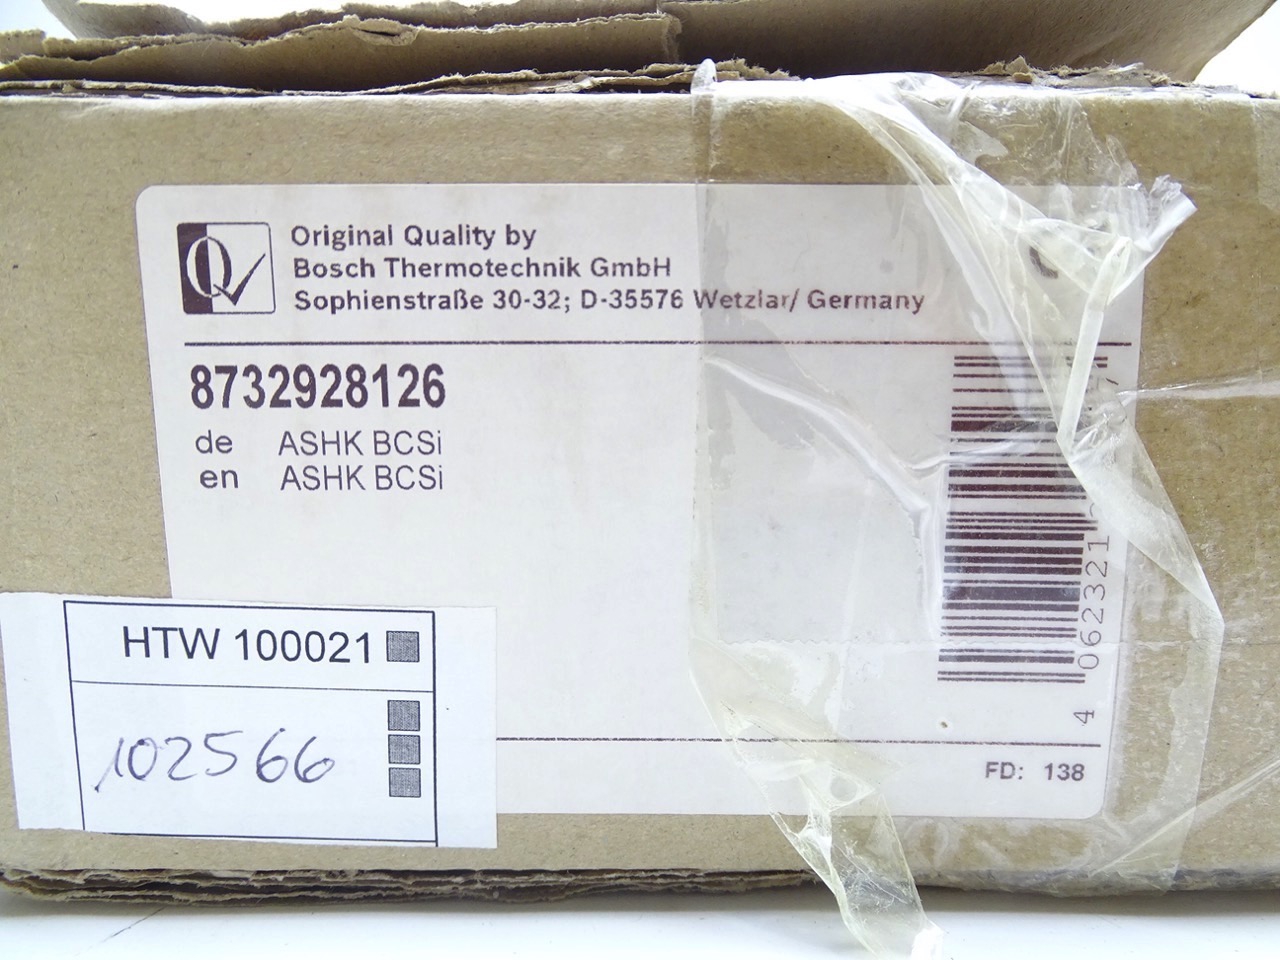 QV
Original Quality by
Bosch Thermotechnik GmbH
Sophienstraße 30-32; D-35576 Wetzlar/ Germany
8732928126
de ASHK BCSi
en ASHK BCSi
HTW 100021
102566
FD: 138